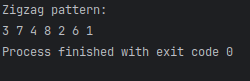 Zigzag pattern:
3 7 4 8 2 6 1
Process finished with exit code 0